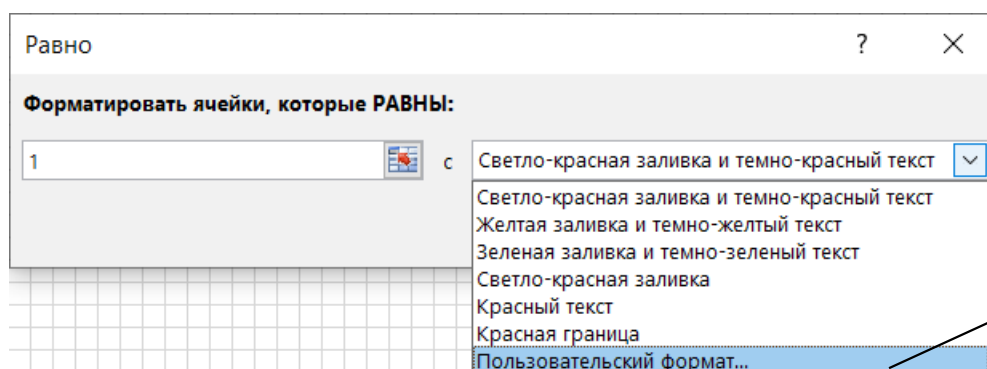 Равно ?
Форматировать ячейки, которые РАВНЫ:
1 с Светло-красная заливка и темно-красный текст
Светло-красная заливка и темно-красный текст
Желтая заливка и темно-желтый текст
Зеленая заливка и темно-зеленый текст
Светло-красная заливка
Красный текст
Красная граница
Пользовательский формат...